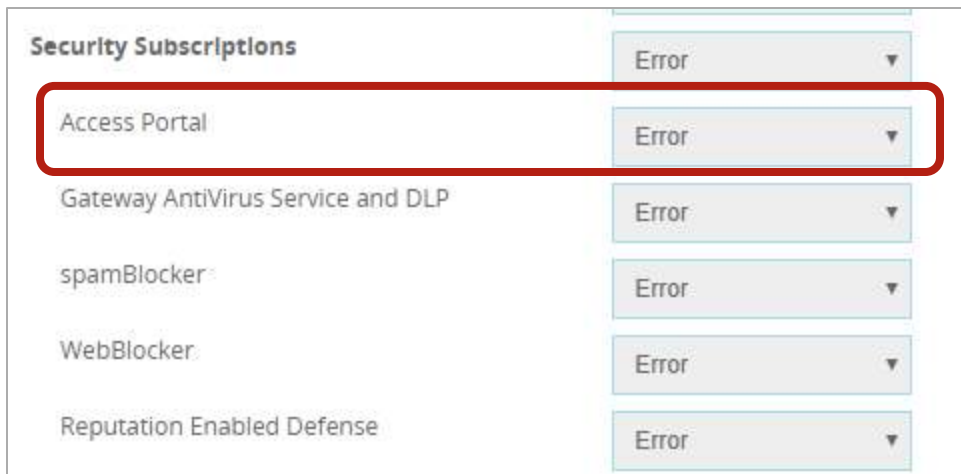 Security Subscriptions Error
Access Portal Error
Gateway AntiVirus Service and DLP Error
spamBlocker Error
WebBlocker Error
Reputation Enabled Defense Error